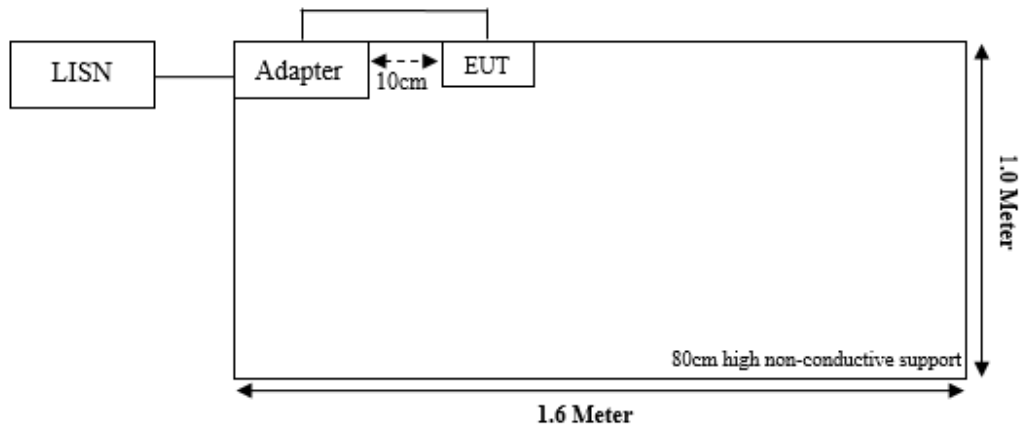 LISN
Adapter
EUT
10cm
1.0 Meter
80cm high non-conductive support
1.6 Meter